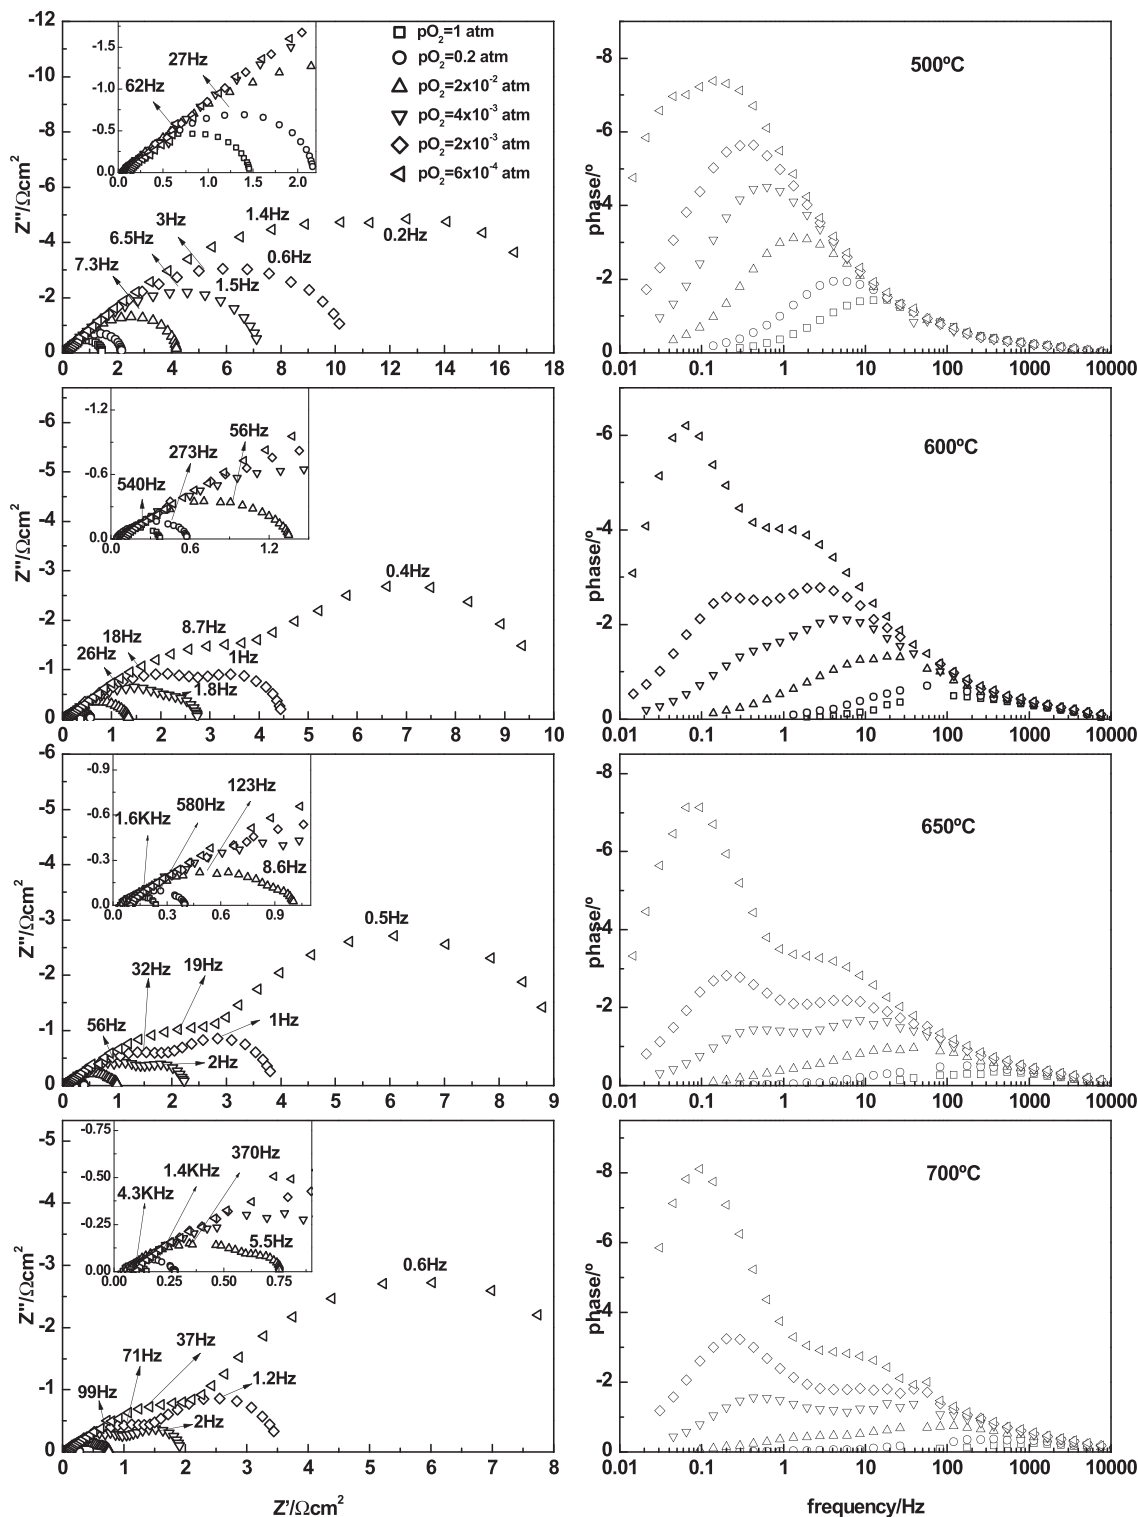 -12
-10
-8
-6
-4
-2
0
Z''/Ωcm²
0 2 4 6 8 10 12 14 16 18
-1.5
-1.0
-0.5
0.0
0.0 0.5 1.0 1.5 2.0
62Hz
27Hz
pO₂=1 atm
pO₂=0.2 atm
pO₂=2x10⁻² atm
pO₂=4x10⁻³ atm
pO₂=2x10⁻³ atm
pO₂=6x10⁻⁴ atm
7.3Hz
6.5Hz
3Hz
1.4Hz
1.5Hz
0.6Hz
0.2Hz
500ºC
-8
-6
-4
-2
0
phase/º
0.01 0.1 1 10 100 1000 10000
-6
-5
-4
-3
-2
-1
0
Z''/Ωcm²
0 1 2 3 4 5 6 7 8 9 10
-1.2
-0.6
0.0
0.0 0.6 1.2
540Hz
273Hz
56Hz
26Hz
18Hz
8.7Hz
1Hz
1.8Hz
0.4Hz
600ºC
-6
-4
-2
0
phase/º
0.01 0.1 1 10 100 1000 10000
-6
-5
-4
-3
-2
-1
0
Z''/Ωcm²
0 1 2 3 4 5 6 7 8 9
-0.9
-0.6
-0.3
0.0
0.0 0.3 0.6 0.9
1.6KHz
580Hz
123Hz
8.6Hz
56Hz
32Hz
19Hz
1Hz
2Hz
0.5Hz
650ºC
-8
-6
-4
-2
0
phase/º
0.01 0.1 1 10 100 1000 10000
-5
-4
-3
-2
-1
0
Z''/Ωcm²
0 1 2 3 4 5 6 7 8
-0.75
-0.50
-0.25
0.00
0.00 0.25 0.50 0.75
4.3KHz
1.4KHz
370Hz
5.5Hz
99Hz
71Hz
37Hz
1.2Hz
2Hz
0.6Hz
Z'/Ωcm²
700ºC
-8
-6
-4
-2
0
phase/º
0.01 0.1 1 10 100 1000 10000
frequency/Hz